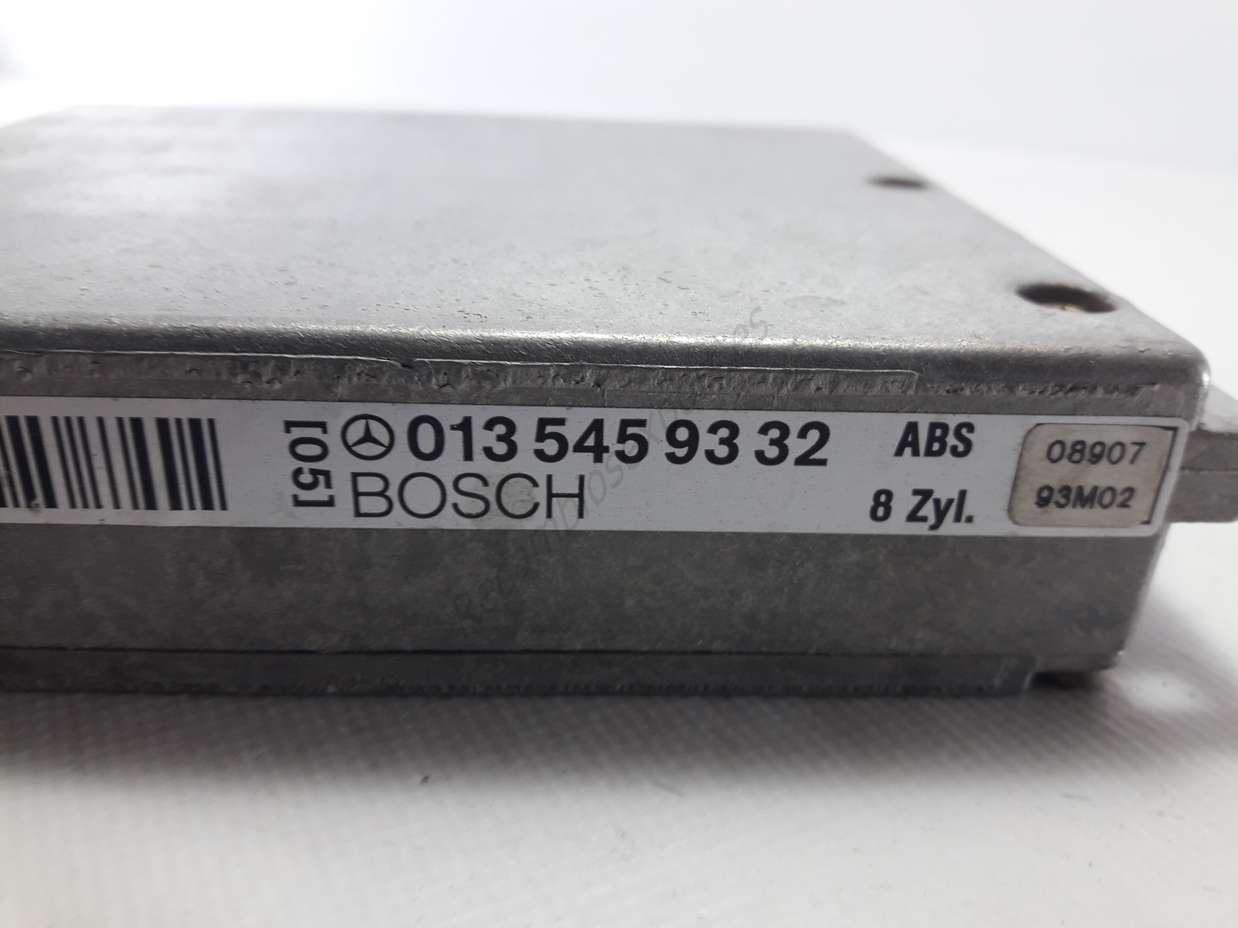 [05]
013 545 93 32
BOSCH
ABS
8 Zyl.
08907
93M02